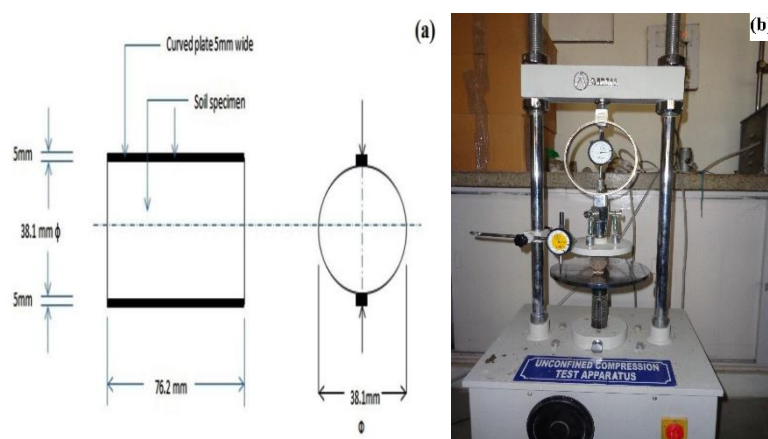 (a)
Curved plate 5mm wide
Soil specimen
5mm
38.1 mm ϕ
5mm
76.2 mm
38.1mm
ϕ
(b)
UNCONFINED COMPRESSION
TEST APPARATUS